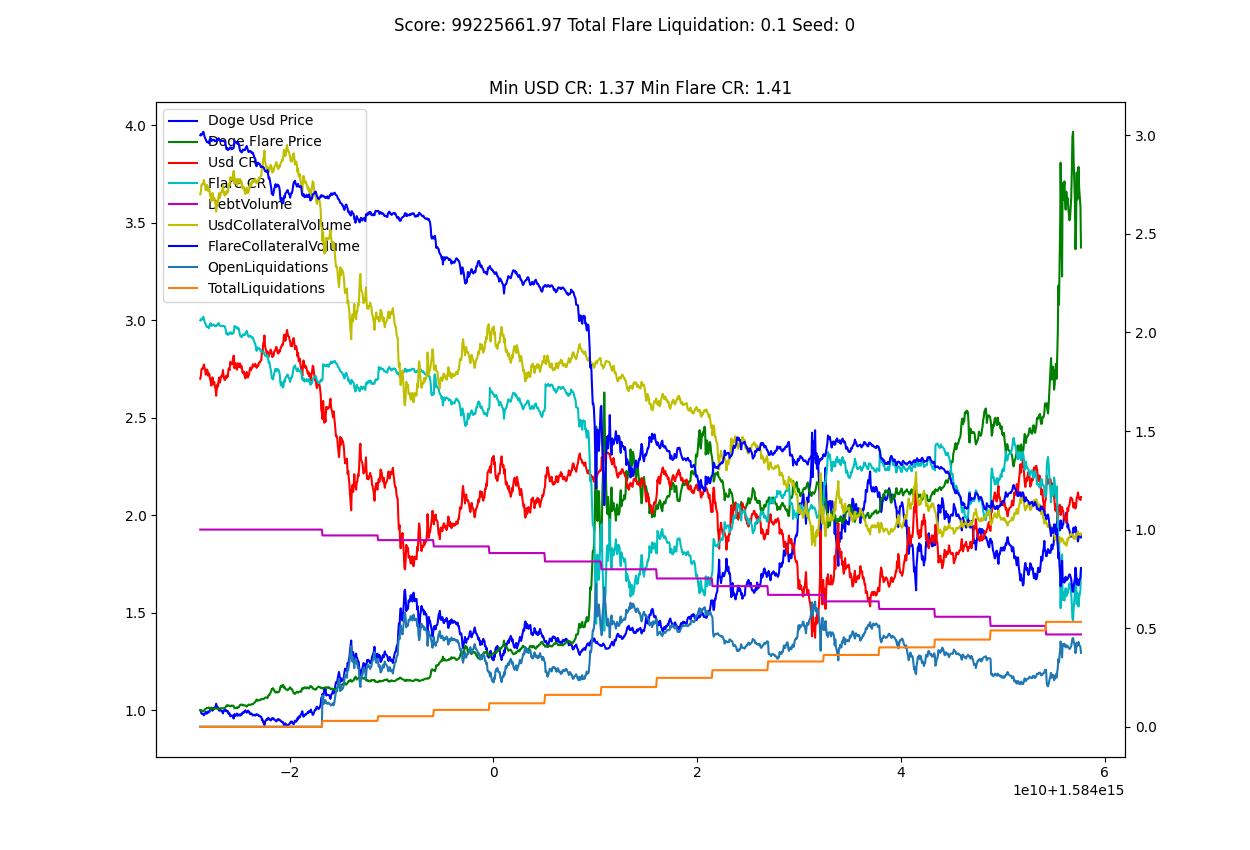 Score: 99225661.97 Total Flare Liquidation: 0.1 Seed: 0
Min USD CR: 1.37 Min Flare CR: 1.41
Doge Usd Price
Doge Flare Price
Usd CR
Flare CR
DebtVolume
UsdCollateralVolume
FlareCollateralVolume
OpenLiquidations
TotalLiquidations
4.0
3.5
3.0
2.5
2.0
1.5
1.0
3.0
2.5
2.0
1.5
1.0
0.5
0.0
−2
0
2
4
6
1e10+1.584e15